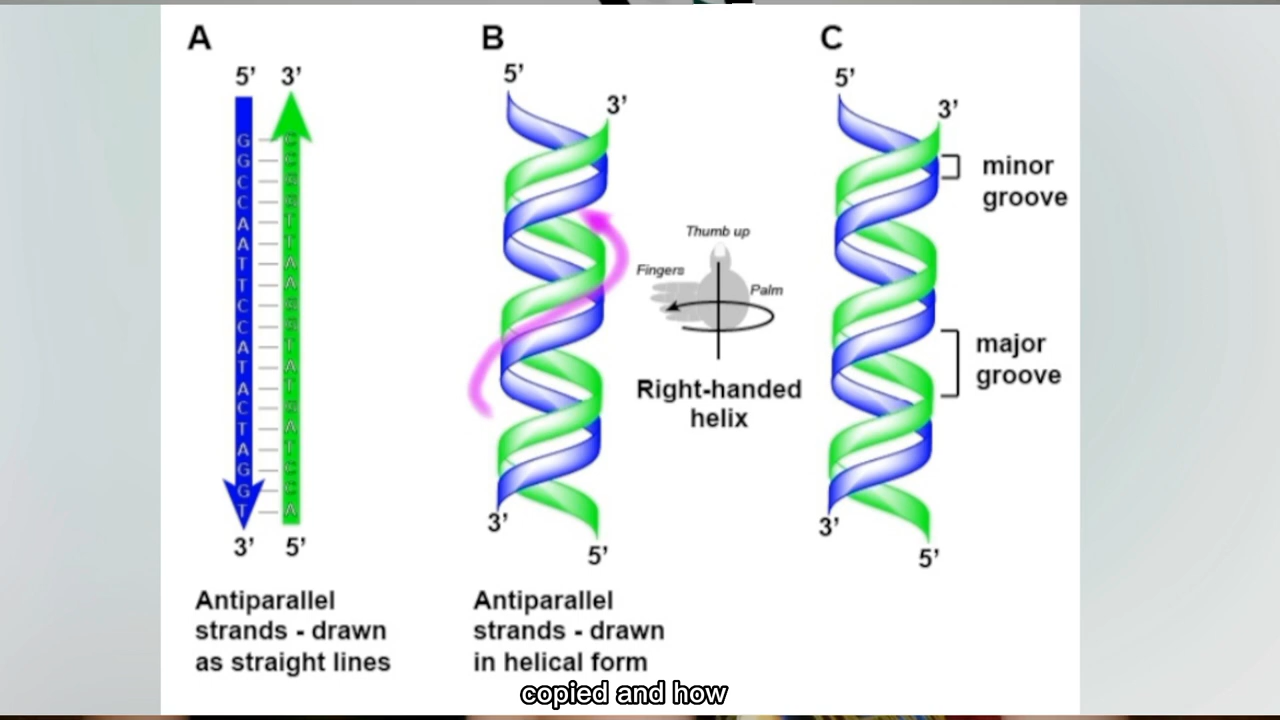 A
5’ 3’
G C
G C
C G
C G
A T
A T
T A
T A
C G
C G
A T
T A
A T
C G
T A
A T
G C
G C
T A
3’ 5’
Antiparallel
strands - drawn
as straight lines
B
5’
3’
3’
5’
Antiparallel
strands - drawn
in helical form
Thumb up
Fingers
Palm
Right-handed
helix
C
5’
3’
minor
groove
major
groove
3’
5’
copied and how